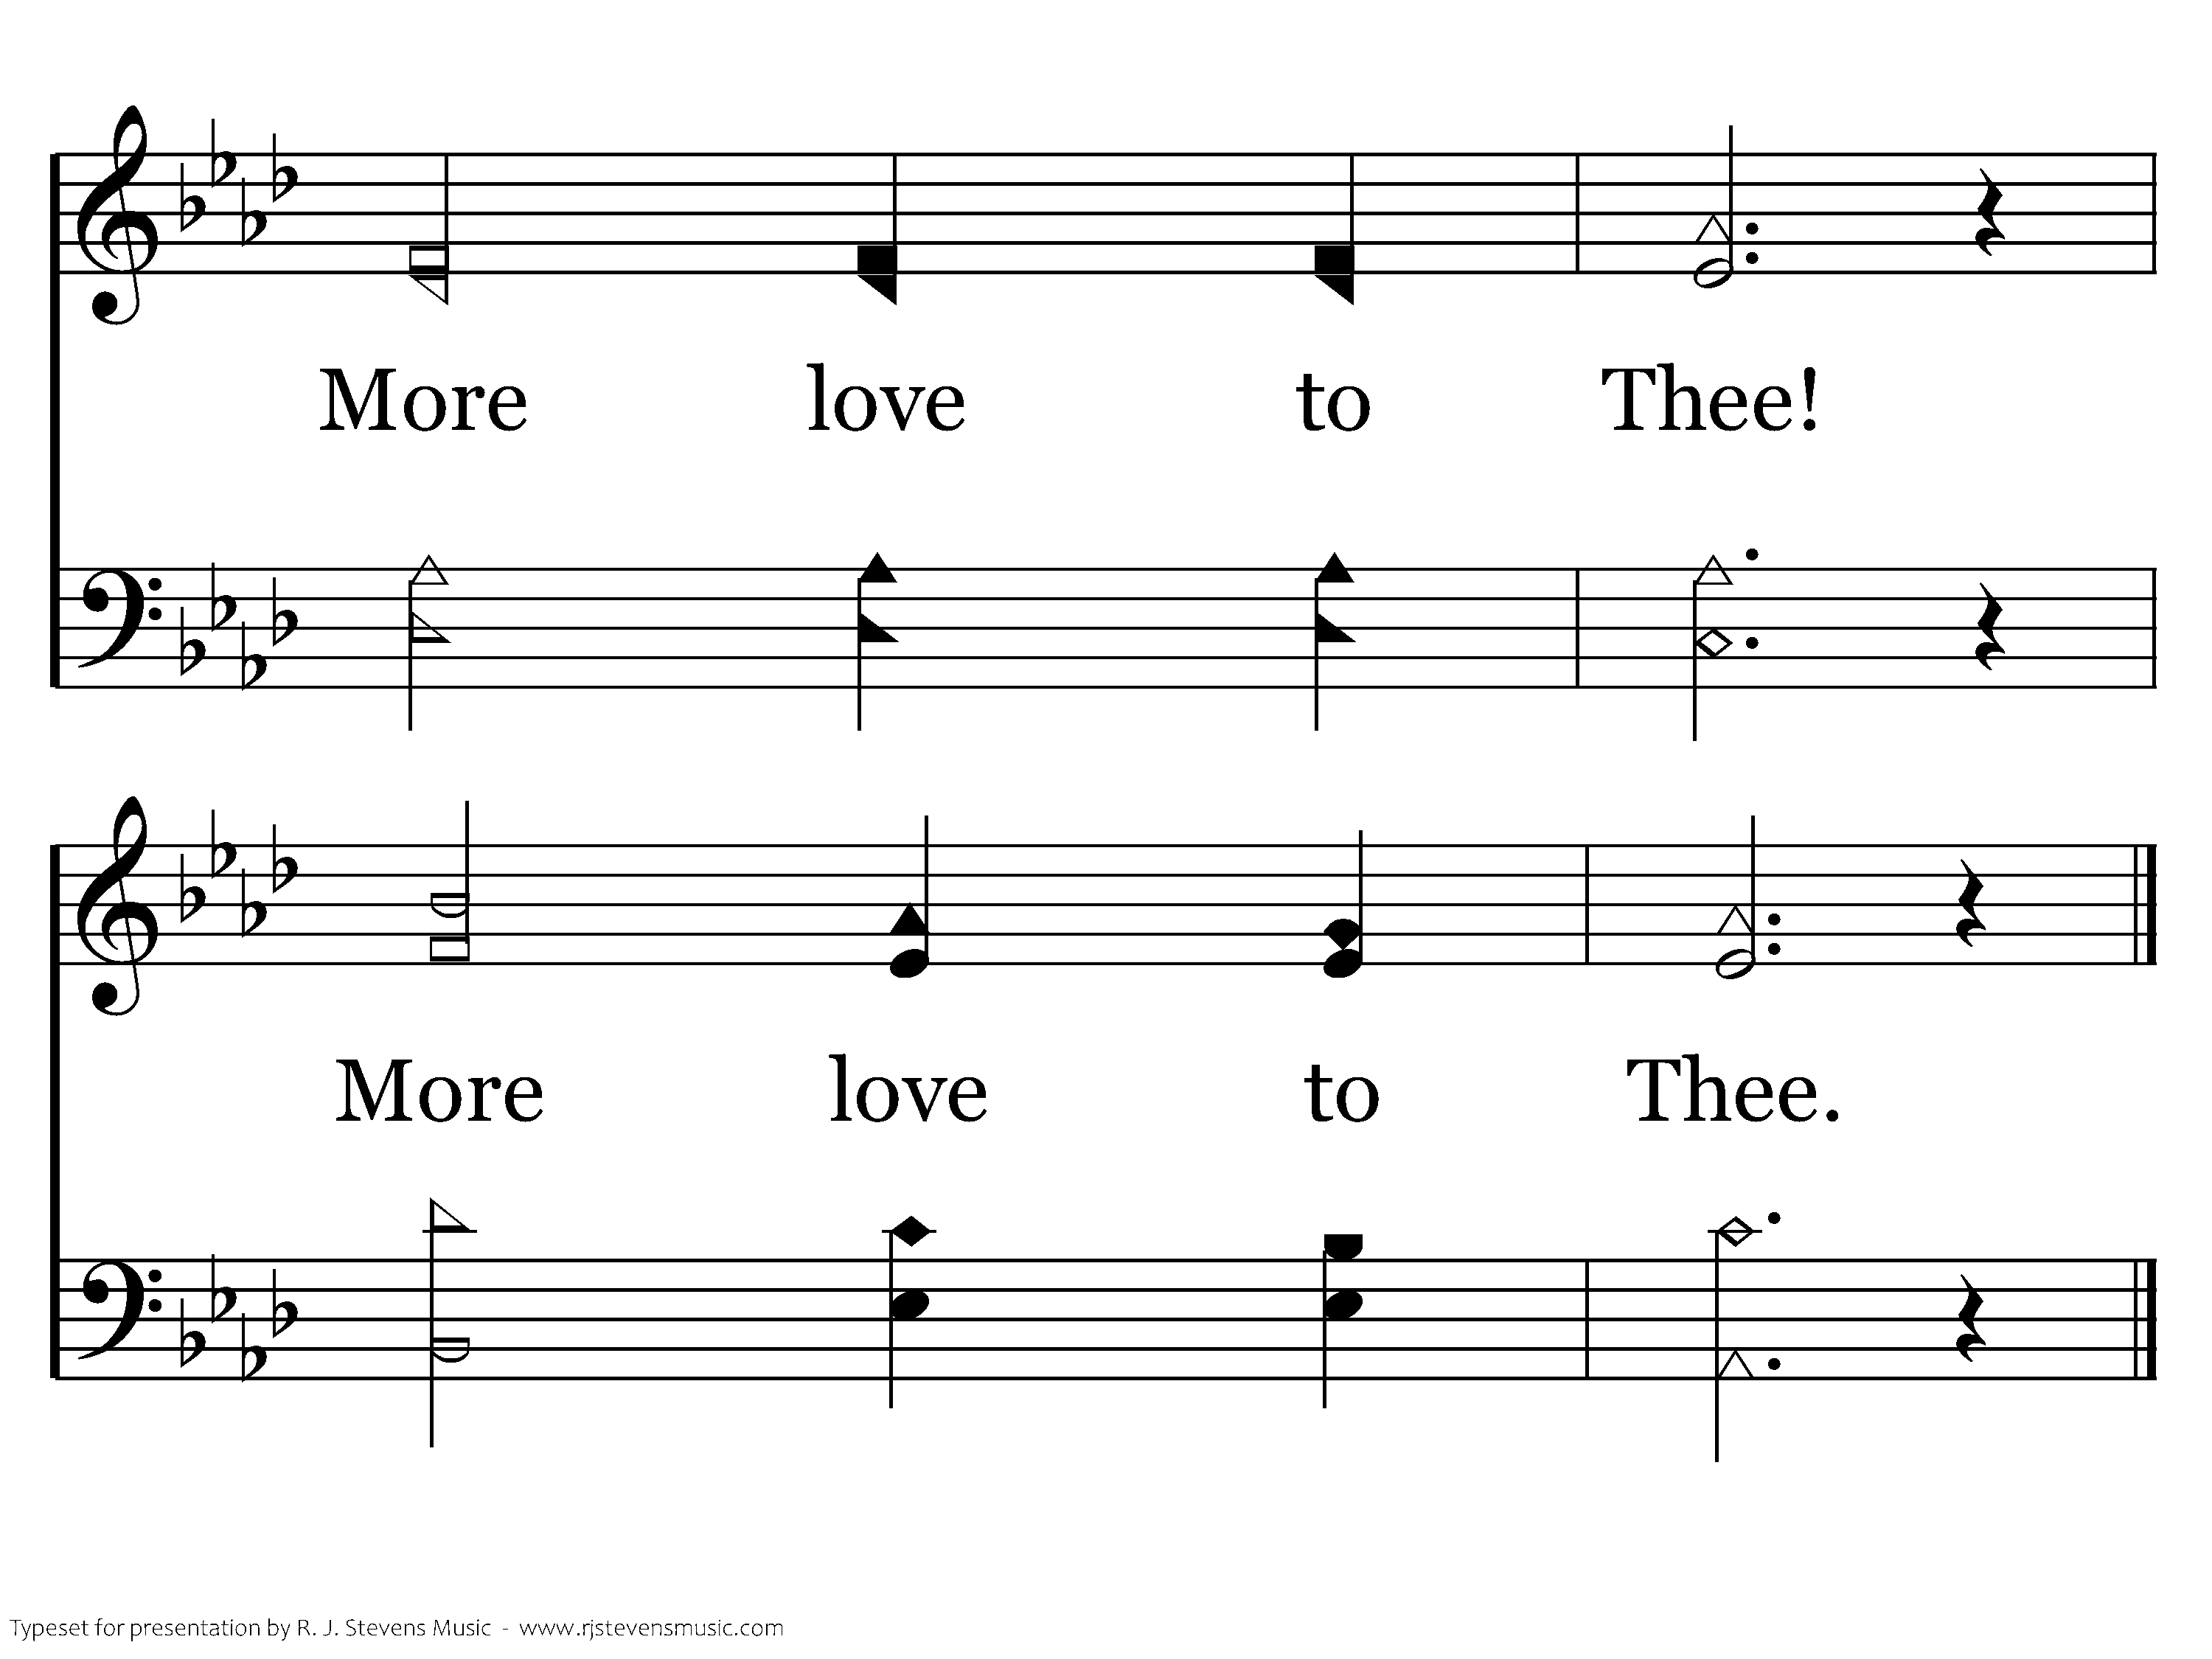 More love to Thee!
More love to Thee.
Typeset for presentation by R. J. Stevens Music - www.rjstevensmusic.com